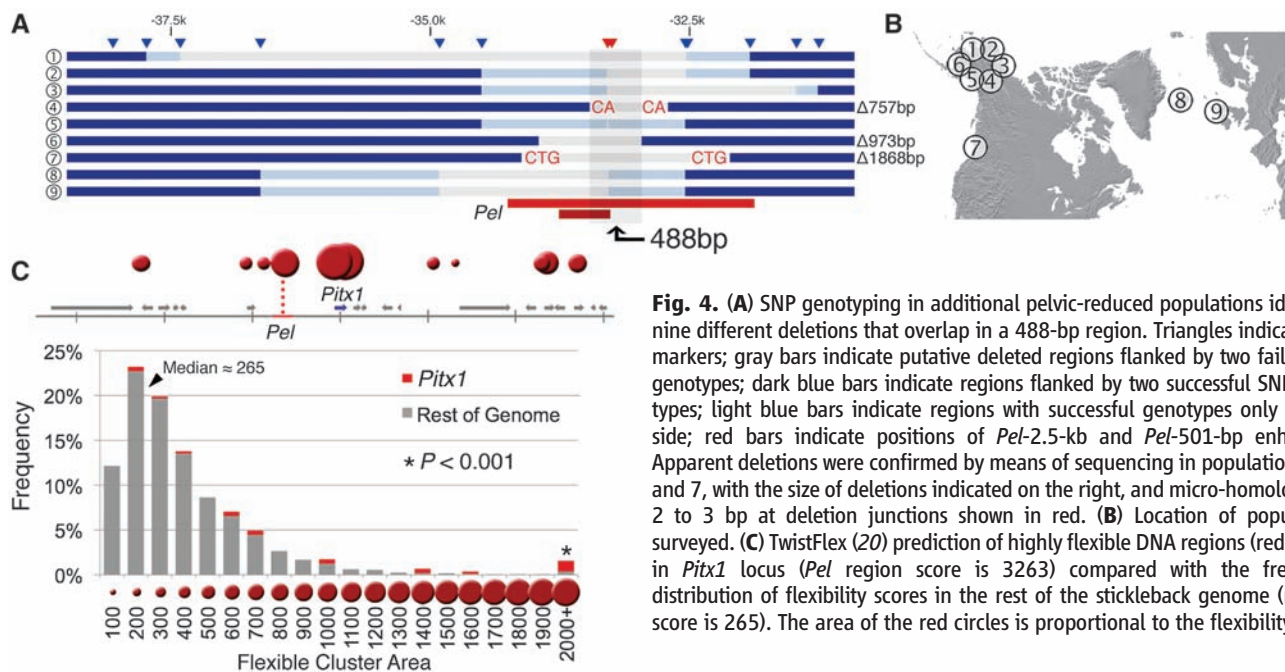 A
-37.5k -35.0k -32.5k
①
②
③
④ CA CA Δ757bp
⑤
⑥ Δ973bp
⑦ CTG CTG Δ1868bp
⑧
⑨
Pel
488bp
B
① ②
⑥ ③
⑤ ④
⑧
⑨
⑦
C
Pitx1
Pel
25%
20%
15%
10%
5%
0%
Frequency
Median ≈ 265
Pitx1
Rest of Genome
* P < 0.001
*
100 200 300 400 500 600 700 800 900 1000 1100 1200 1300 1400 1500 1600 1700 1800 1900 2000+
Flexible Cluster Area
Fig. 4. (A) SNP genotyping in additional pelvic-reduced populations id
nine different deletions that overlap in a 488-bp region. Triangles indica
markers; gray bars indicate putative deleted regions flanked by two fail
genotypes; dark blue bars indicate regions flanked by two successful SN
types; light blue bars indicate regions with successful genotypes only
side; red bars indicate positions of Pel-2.5-kb and Pel-501-bp enh
Apparent deletions were confirmed by means of sequencing in population
and 7, with the size of deletions indicated on the right, and micro-homolo
2 to 3 bp at deletion junctions shown in red. (B) Location of popu
surveyed. (C) TwistFlex (20) prediction of highly flexible DNA regions (red
in Pitx1 locus (Pel region score is 3263) compared with the fre
distribution of flexibility scores in the rest of the stickleback genome (
score is 265). The area of the red circles is proportional to the flexibility